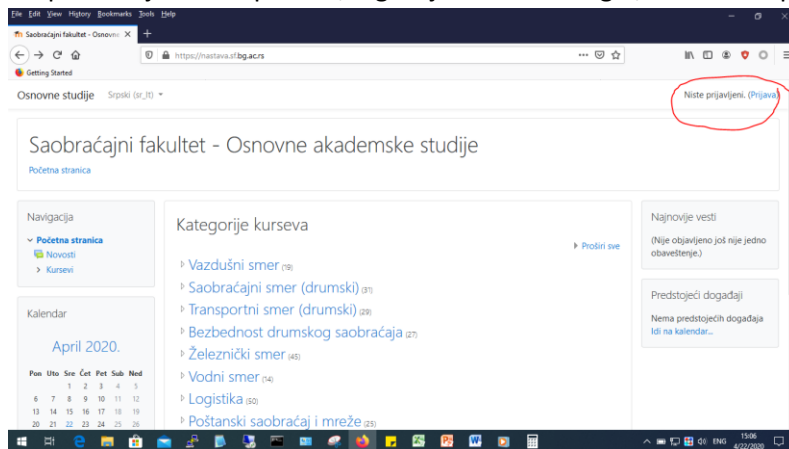 File Edit View History Bookmarks Tools Help
Saobraćajni fakultet - Osnovne
https://nastava.sf.bg.ac.rs
Getting Started
Osnovne studije Srpski (sr_lt)
Niste prijavljeni. (Prijava)
Saobraćajni fakultet - Osnovne akademske studije
Početna stranica
Navigacija
Početna stranica
Novosti
Kursevi
Kalendar
April 2020.
Pon Uto Sre Čet Pet Sub Ned
1 2 3 4 5
6 7 8 9 10 11 12
13 14 15 16 17 18 19
20 21 22 23 24 25 26
Kategorije kurseva
Proširi sve
Vazdušni smer (19)
Saobraćajni smer (drumski) (31)
Transportni smer (drumski) (29)
Bezbednost drumskog saobraćaja (27)
Železnički smer (45)
Vodni smer (14)
Logistika (50)
Poštanski saobraćaj i mreže (25)
Najnovije vesti
(Nije objavljeno još nije jedno
obaveštenje.)
Predstojeći događaji
Nema predstojećih događaja
Idi na kalendar...
ENG
15:06
4/22/2020